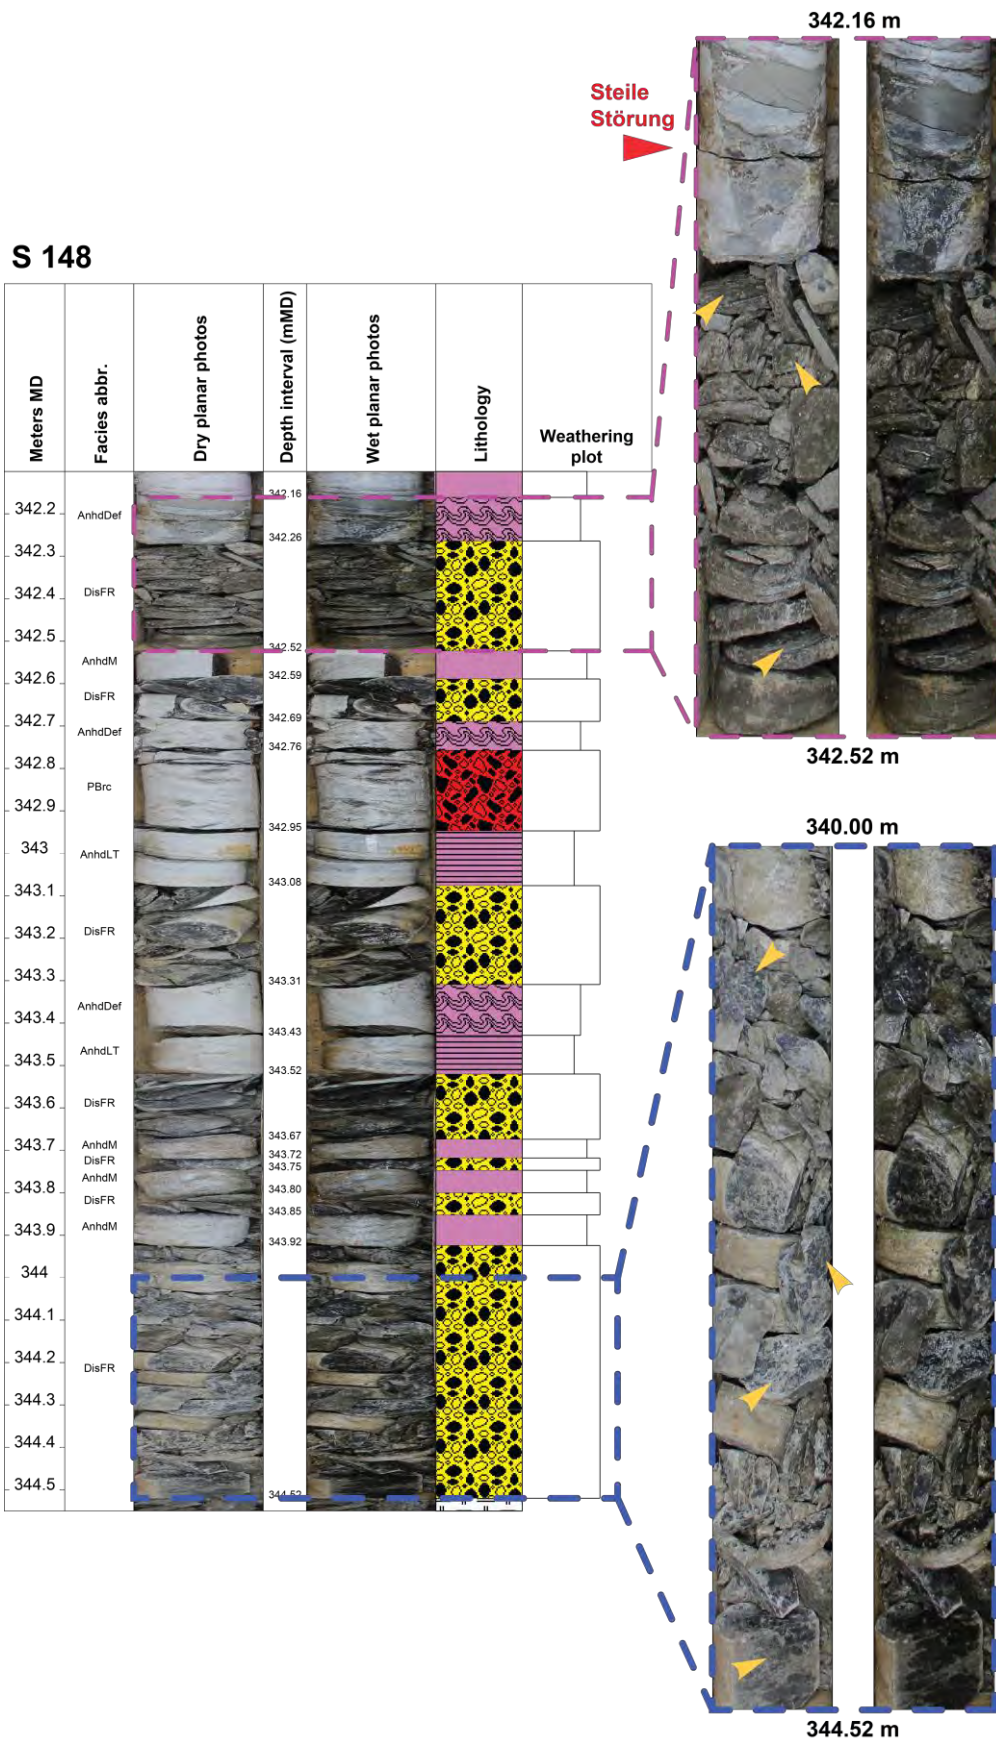 342.16 m
Steile
Störung
S 148
Meters MD
Facies abbr.
Dry planar photos
Depth interval (mMD)
Wet planar photos
Lithology
Weathering
plot
342.16
342.2
AnhdDef
342.26
342.3
DisFR
342.4
342.5
342.52
AnhdM
342.59
342.6
DisFR
342.69
342.7
AnhdDef
342.76
342.8
PBrc
342.9
342.95
343
AnhdLT
343.08
343.1
DisFR
343.2
343.3
343.31
AnhdDef
343.4
343.43
AnhdLT
343.5
343.52
DisFR
343.6
343.67
343.7
AnhdM
343.72
DisFR
343.75
AnhdM
343.8
343.80
DisFR
343.85
343.9
AnhdM
343.92
344
344.1
344.2
DisFR
344.3
344.4
344.5
344.52
342.52 m
340.00 m
344.52 m